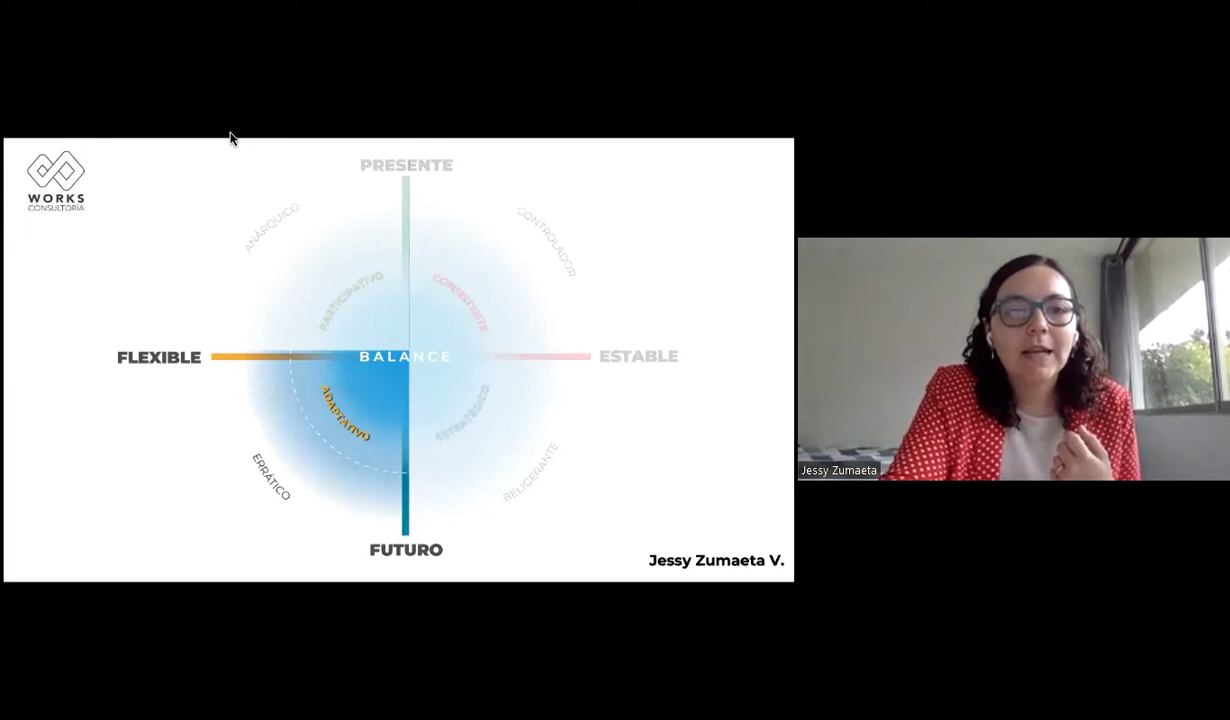 WORKS
CONSULTORÍA
PRESENTE
ANÁRQUICO
CONTROLADOR
PARTICIPATIVO
CONSISTENTE
FLEXIBLE
BALANCE
ESTABLE
ADAPTATIVO
ESTRATÉGICO
ERRÁTICO
BELIGERANTE
FUTURO
Jessy Zumaeta V.
Jessy Zumaeta